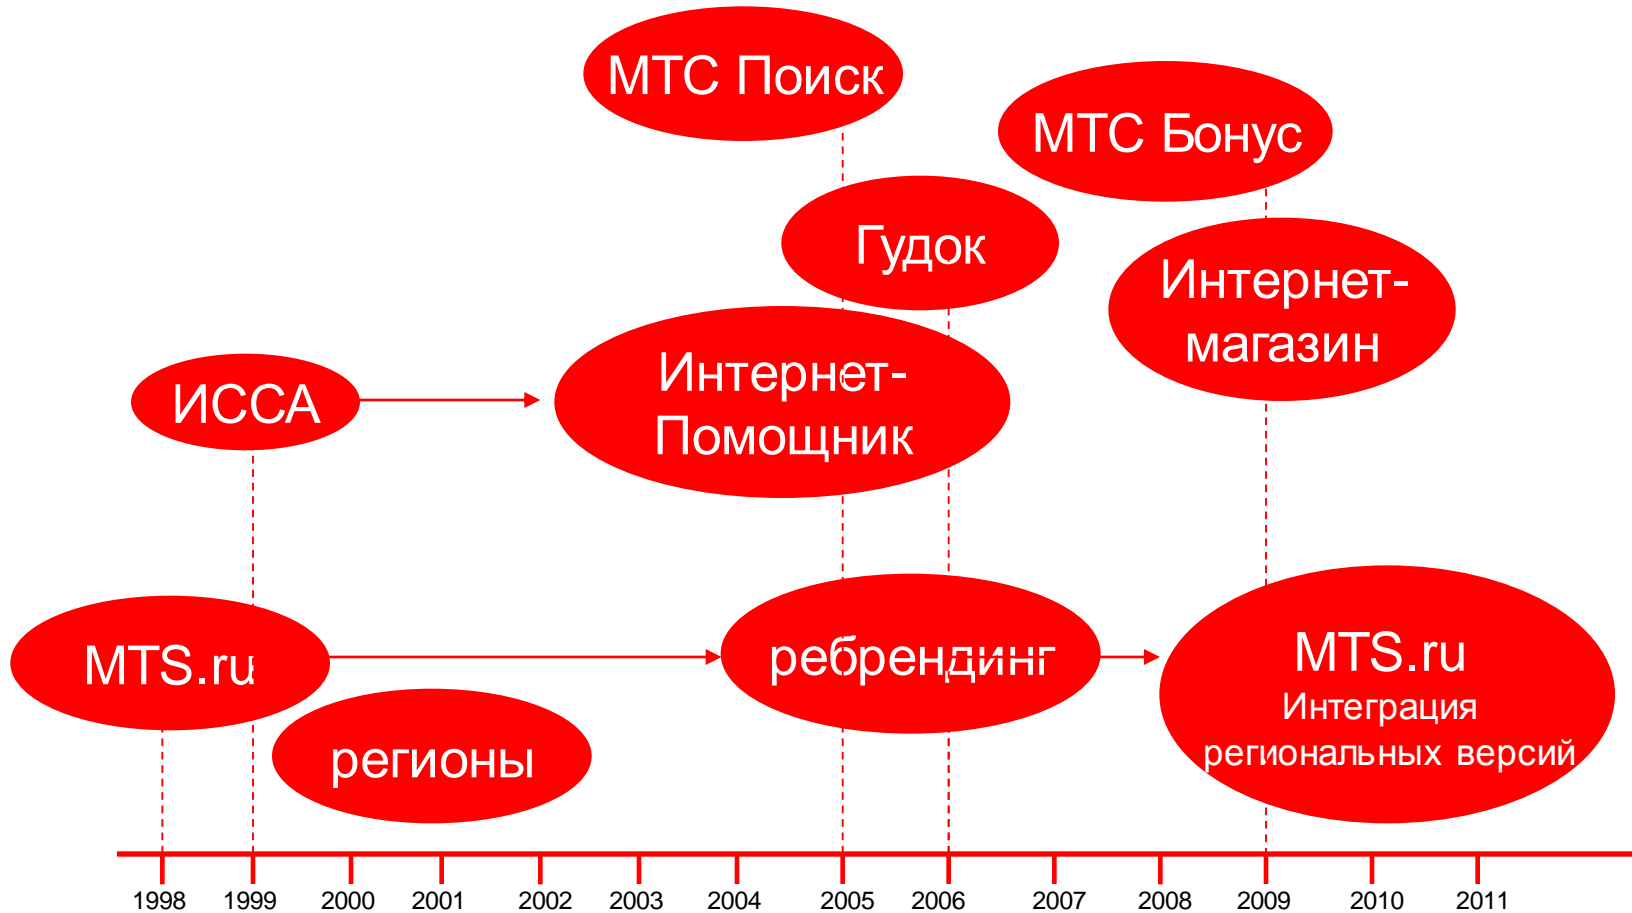 МТС Поиск
МТС Бонус
Гудок
Интернет-
магазин
Интернет-
Помощник
ИССА
MTS.ru
ребрендинг
MTS.ru
Интеграция
региональных версий
регионы
1998 1999 2000 2001 2002 2003 2004 2005 2006 2007 2008 2009 2010 2011